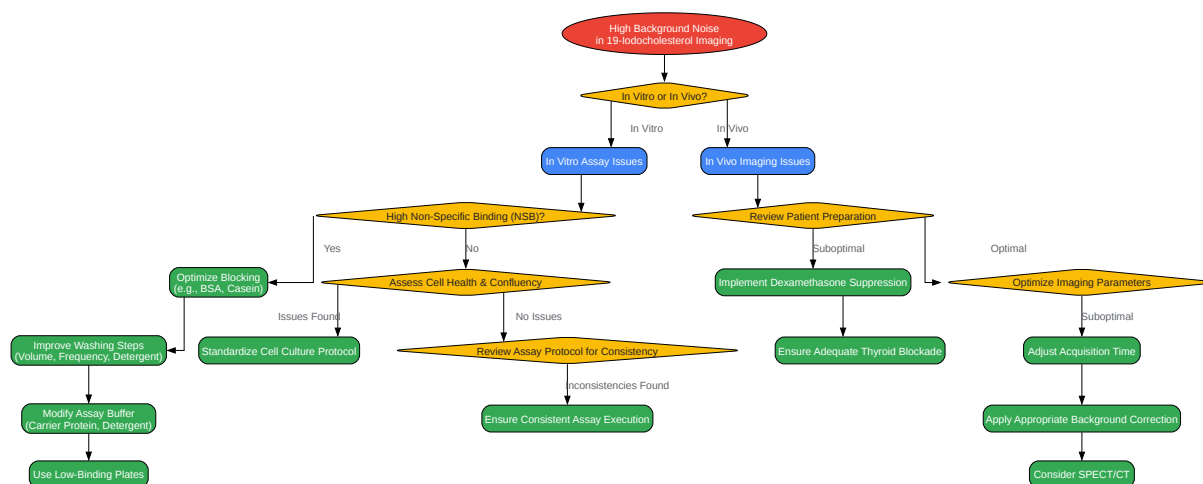 High Background Noise
in 19-Iodocholesterol Imaging
In Vitro or In Vivo?
In Vitro
In Vivo
In Vitro Assay Issues
In Vivo Imaging Issues
High Non-Specific Binding (NSB)?
Review Patient Preparation
Yes
No
Suboptimal
Optimal
Optimize Blocking
(e.g., BSA, Casein)
Assess Cell Health & Confluency
Implement Dexamethasone Suppression
Optimize Imaging Parameters
Issues Found
No Issues
Suboptimal
Improve Washing Steps
(Volume, Frequency, Detergent)
Standardize Cell Culture Protocol
Review Assay Protocol for Consistency
Ensure Adequate Thyroid Blockade
Adjust Acquisition Time
Inconsistencies Found
Modify Assay Buffer
(Carrier Protein, Detergent)
Ensure Consistent Assay Execution
Apply Appropriate Background Correction
Use Low-Binding Plates
Consider SPECT/CT